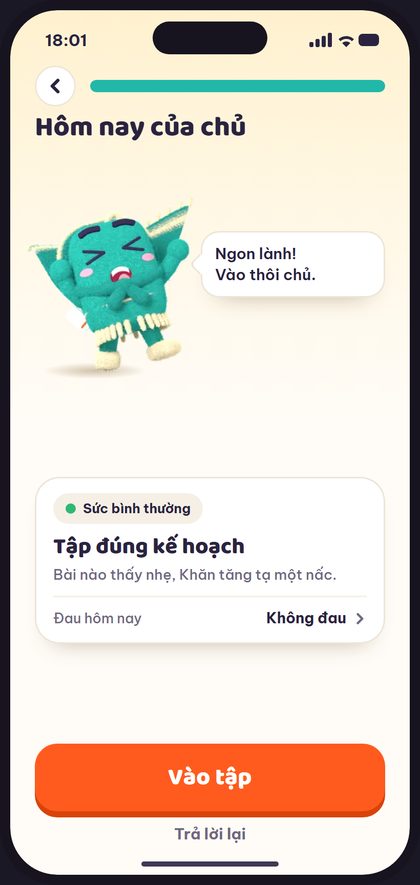 18:01
Hôm nay của chủ
Ngon lành!
Vào thôi chủ.
Sức bình thường
Tập đúng kế hoạch
Bài nào thấy nhẹ, Khăn tăng tạ một nấc.
Đau hôm nay
Không đau
Vào tập
Trả lời lại